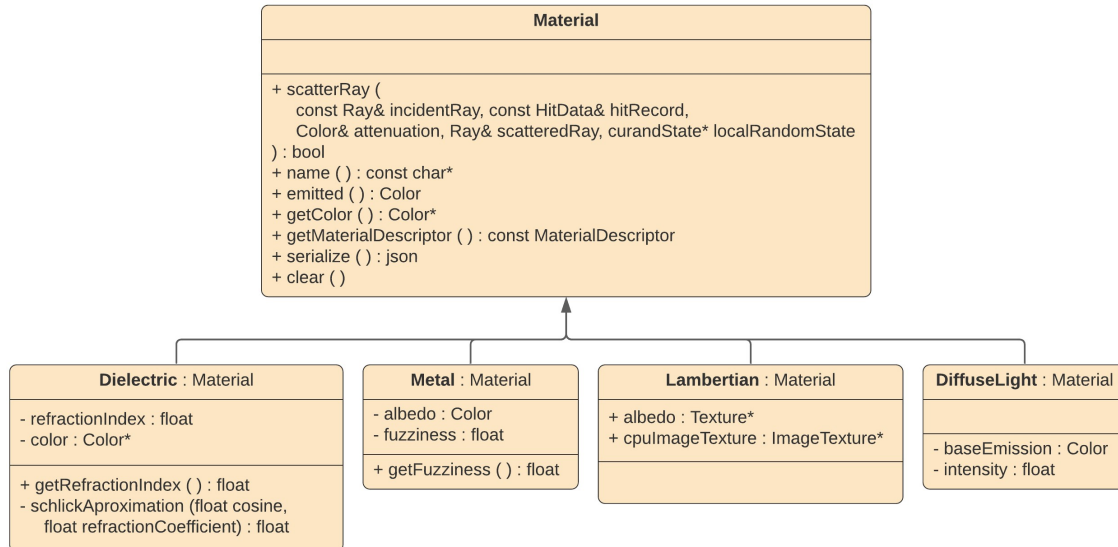 Material
+ scatterRay (
const Ray& incidentRay, const HitData& hitRecord,
Color& attenuation, Ray& scatteredRay, curandState* localRandomState
) : bool
+ name ( ) : const char*
+ emitted ( ) : Color
+ getColor ( ) : Color*
+ getMaterialDescriptor ( ) : const MaterialDescriptor
+ serialize ( ) : json
+ clear ( )
Dielectric : Material
- refractionIndex : float
- color : Color*
+ getRefractionIndex ( ) : float
- schlickAproximation (float cosine,
float refractionCoefficient) : float
Metal : Material
- albedo : Color
- fuzziness : float
+ getFuzziness ( ) : float
Lambertian : Material
+ albedo : Texture*
+ cpuImageTexture : ImageTexture*
DiffuseLight : Material
- baseEmission : Color
- intensity : float